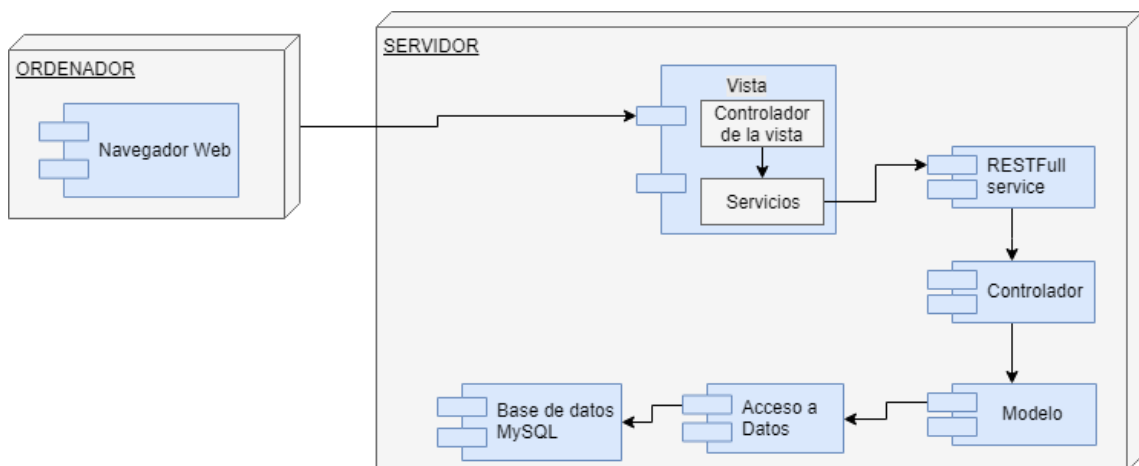 ORDENADOR
Navegador Web
SERVIDOR
Vista
Controlador
de la vista
Servicios
RESTFull
service
Controlador
Modelo
Acceso a
Datos
Base de datos
MySQL